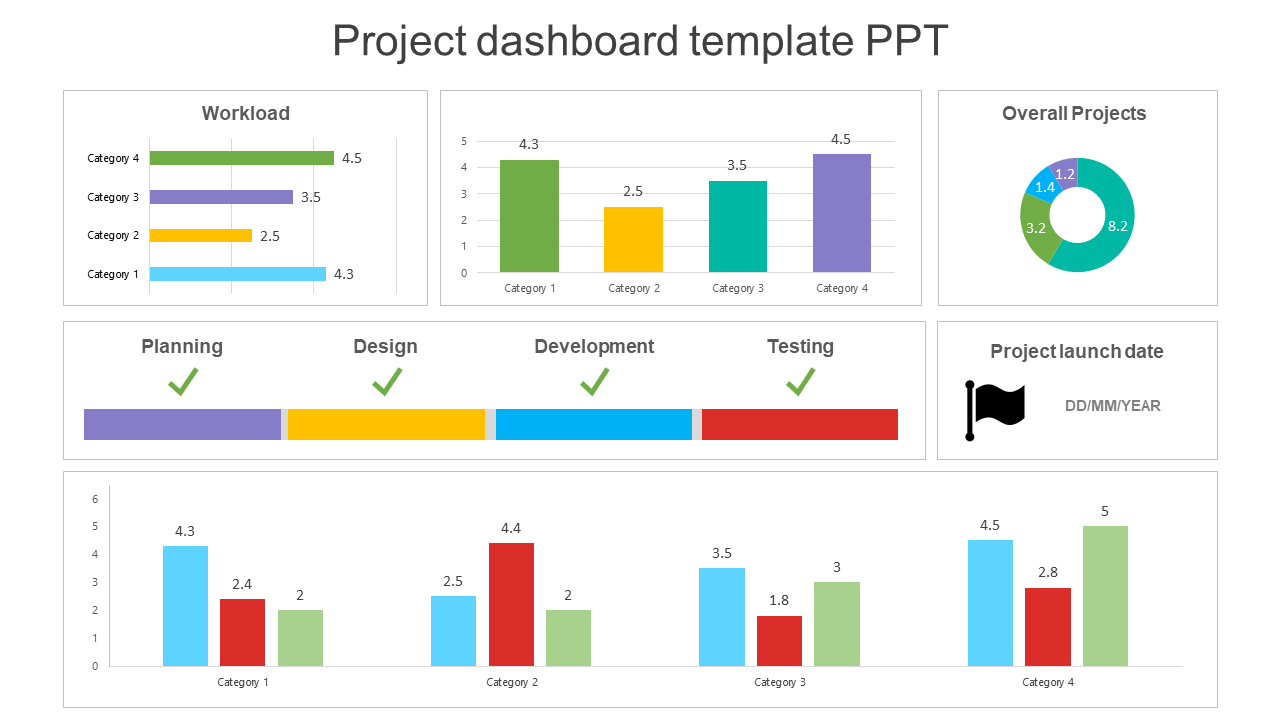 Project dashboard template PPT
Workload
Category 4 4.5
Category 3 3.5
Category 2 2.5
Category 1 4.3
5
4
3
2
1
0
4.3
2.5
3.5
4.5
Category 1 Category 2 Category 3 Category 4
Overall Projects
1.2
1.4
3.2
8.2
Planning Design Development Testing
Project launch date
DD/MM/YEAR
6
5
4
3
2
1
0
4.3 2.4 2
2.5 4.4 2
3.5 1.8 3
4.5 2.8 5
Category 1 Category 2 Category 3 Category 4